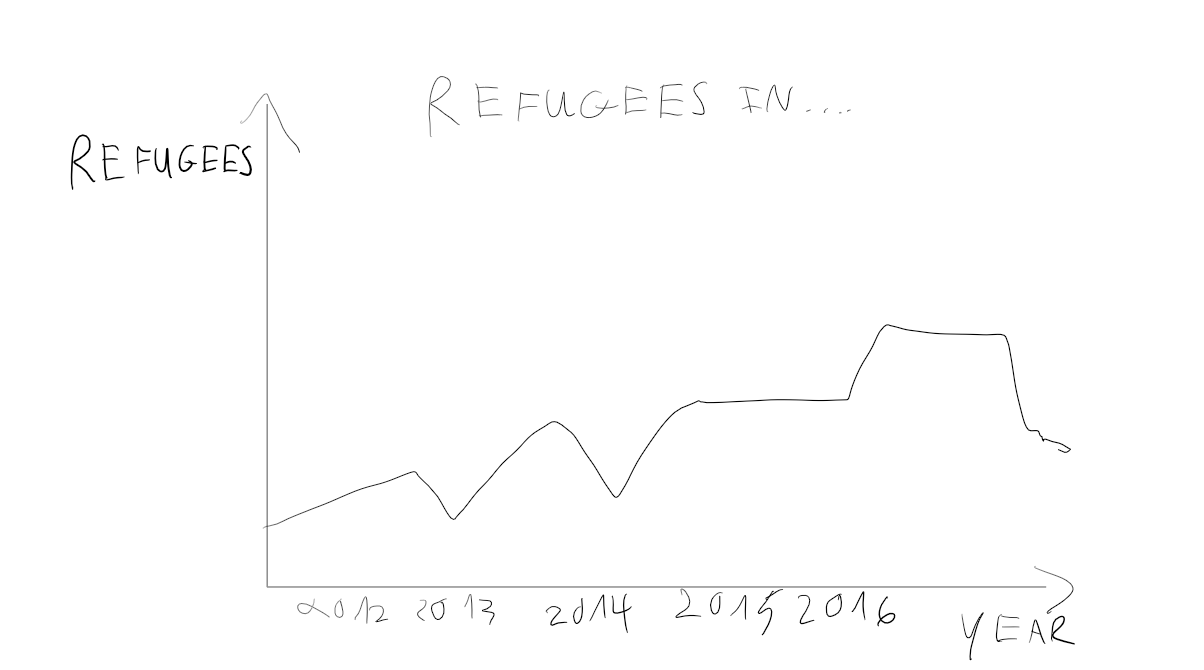 REFUGEES IN....
REFUGEES
2012 2013 2014 2015 2016
YEAR